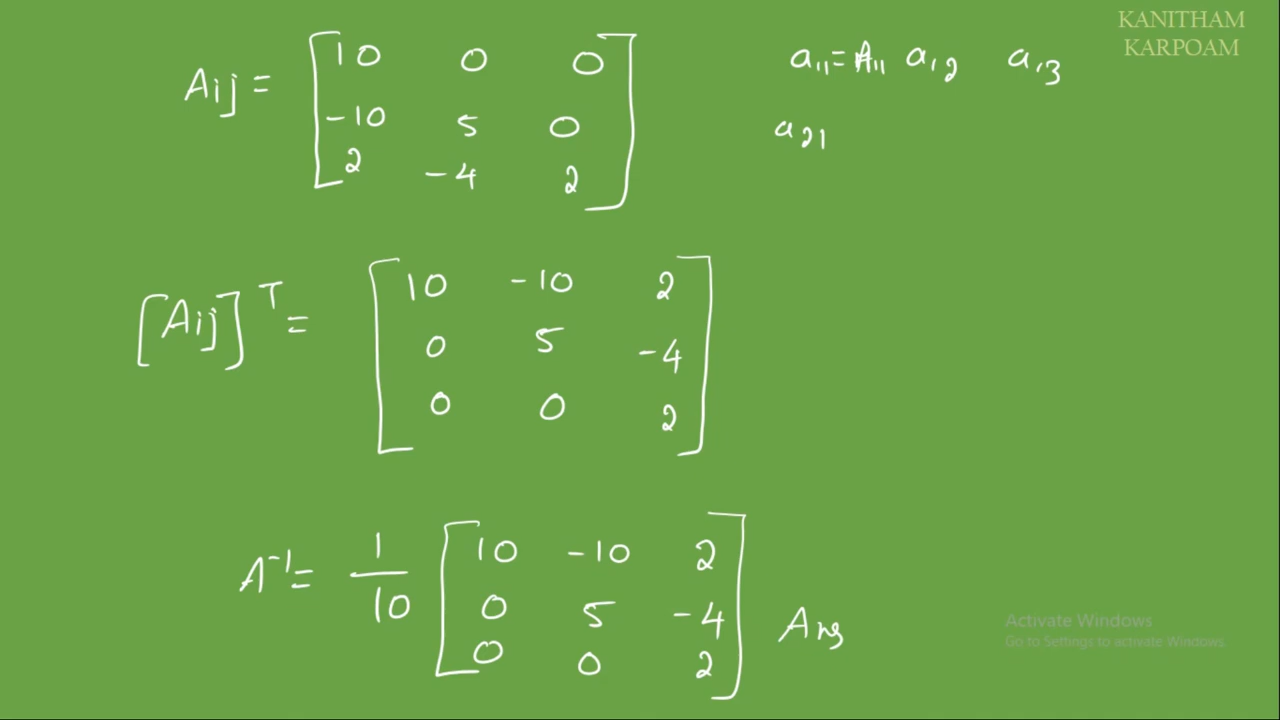 KANITHAM
KARPOAM
Aij = [ 10 0 0
-10 5 0
2 -4 2 ]
a11 = A11 a12 a13
a21
[Aij]^T = [ 10 -10 2
0 5 -4
0 0 2 ]
A^-1 = 1/10 [ 10 -10 2
0 5 -4
0 0 2 ] Ans
Activate Windows
Go to Settings to activate Windows.